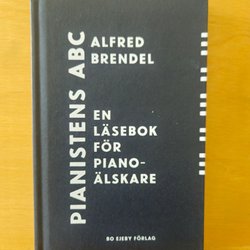 PIANISTENS ABC
ALFRED
BRENDEL
EN
LÄSEBOK
FÖR
PIANO-
ÄLSKARE
BO EJEBY FÖRLAG